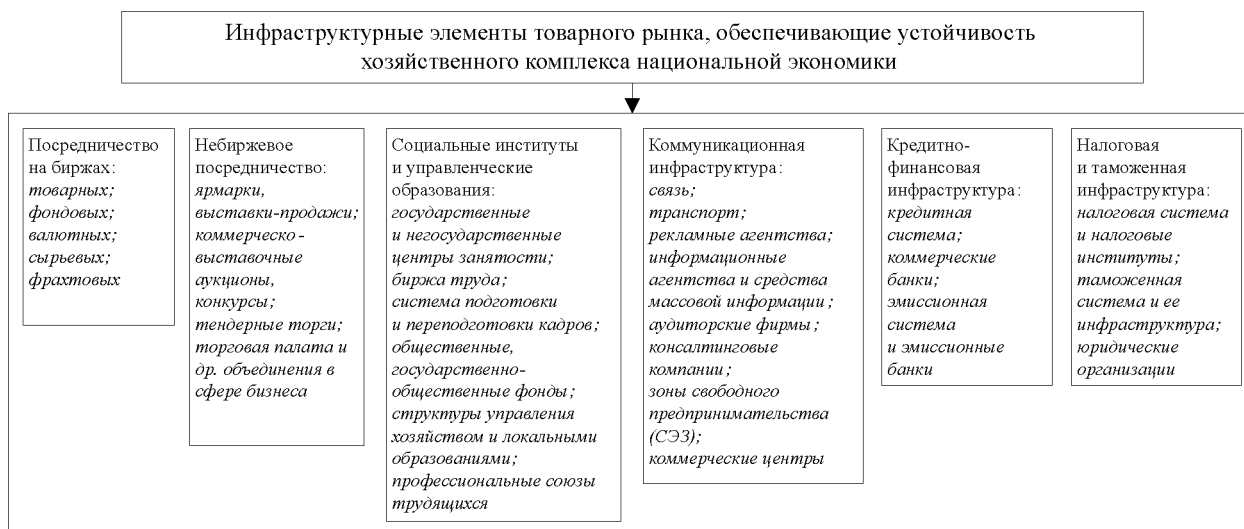 Инфраструктурные элементы товарного рынка, обеспечивающие устойчивость
хозяйственного комплекса национальной экономики
Посредничество
на биржах:
товарных;
фондовых;
валютных;
сырьевых;
фрахтовых
Небиржевое
посредничество:
ярмарки,
выставки-продажи;
коммерческо-
выставочные
аукционы,
конкурсы;
тендерные торги;
торговая палата и
др. объединения в
сфере бизнеса
Социальные институты
и управленческие
образования:
государственные
и негосударственные
центры занятости;
биржа труда;
система подготовки
и переподготовки кадров;
общественные,
государственно-
общественные фонды;
структуры управления
хозяйством и локальными
образованиями;
профессиональные союзы
трудящихся
Коммуникационная
инфраструктура:
связь;
транспорт;
рекламные агентства;
информационные
агентства и средства
массовой информации;
аудиторские фирмы;
консалтинговые
компании;
зоны свободного
предпринимательства
(СЭЗ);
коммерческие центры
Кредитно-
финансовая
инфраструктура:
кредитная
система;
коммерческие
банки;
эмиссионная
система
и эмиссионные
банки
Налоговая
и таможенная
инфраструктура:
налоговая система
и налоговые
институты;
таможенная
система и ее
инфраструктура;
юридические
организации